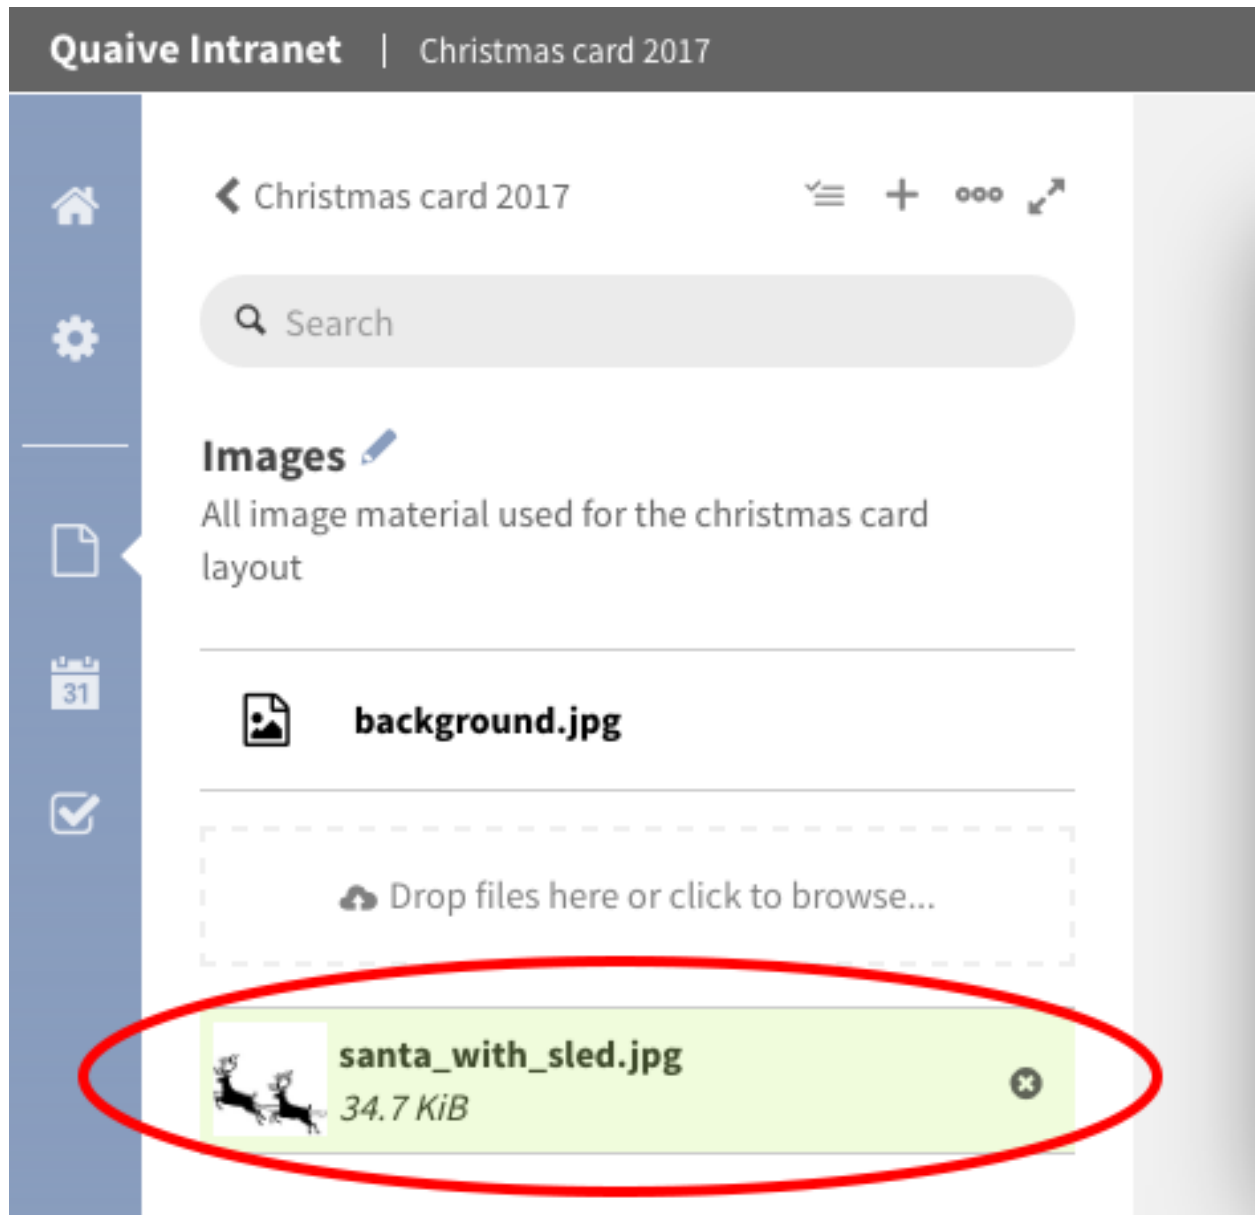 Quaive Intranet | Christmas card 2017
Christmas card 2017
Search
Images
All image material used for the christmas card
layout
31
background.jpg
Drop files here or click to browse...
santa_with_sled.jpg
34.7 KiB